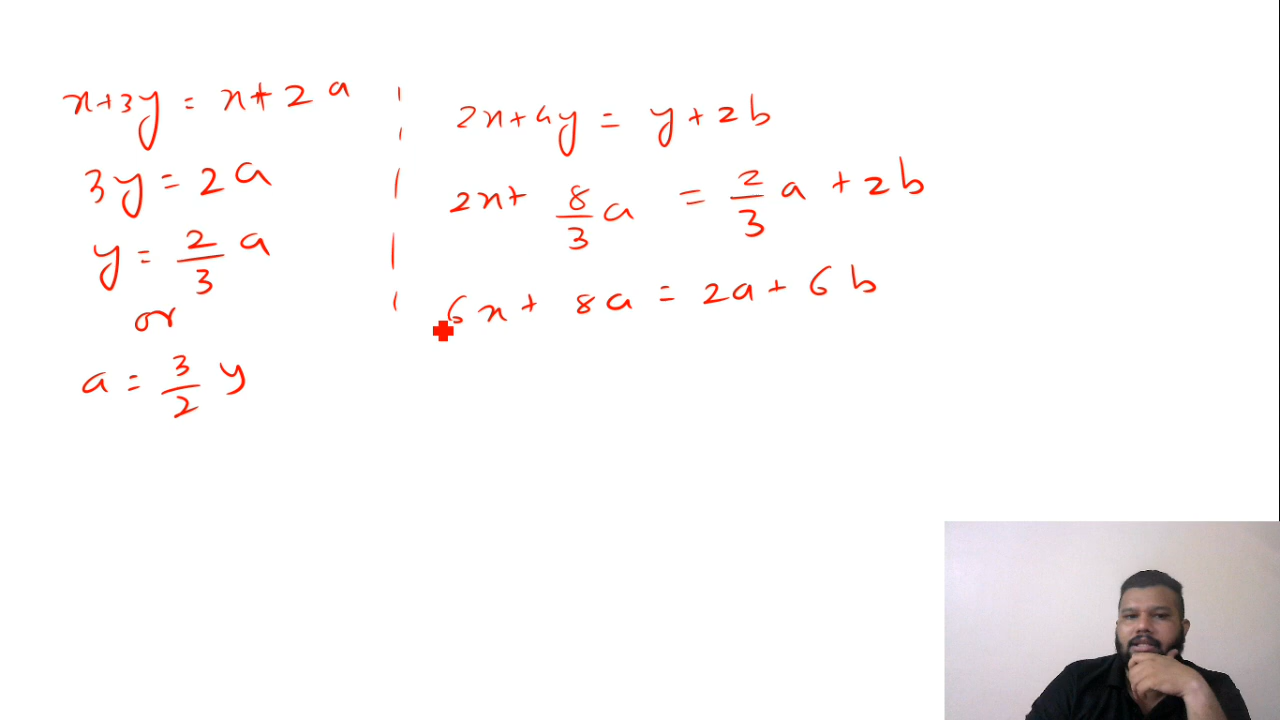 x+3y = x+2a
3y = 2a
y = 2/3 a
or
a = 3/2 y
2x+4y = y+2b
2x+ 8/3 a = 2/3 a + 2b
6x + 8a = 2a + 6b